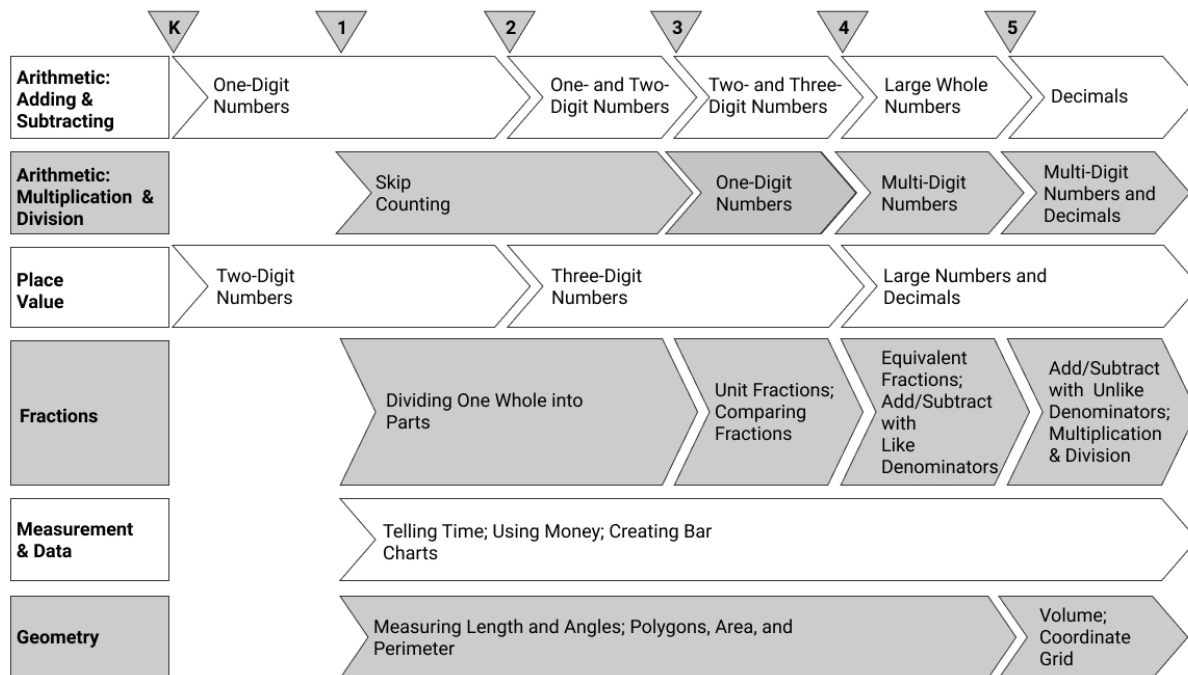 K
1
2
3
4
5
Arithmetic:
Adding &
Subtracting
One-Digit
Numbers
One- and Two-
Digit Numbers
Two- and Three-
Digit Numbers
Large Whole
Numbers
Decimals
Arithmetic:
Multiplication &
Division
Skip
Counting
One-Digit
Numbers
Multi-Digit
Numbers
Multi-Digit
Numbers and
Decimals
Place
Value
Two-Digit
Numbers
Three-Digit
Numbers
Large Numbers and
Decimals
Fractions
Dividing One Whole into
Parts
Unit Fractions;
Comparing
Fractions
Equivalent
Fractions;
Add/Subtract
with
Like
Denominators
Add/Subtract
with Unlike
Denominators;
Multiplication
& Division
Measurement
& Data
Telling Time; Using Money; Creating Bar
Charts
Geometry
Measuring Length and Angles; Polygons, Area, and
Perimeter
Volume;
Coordinate
Grid